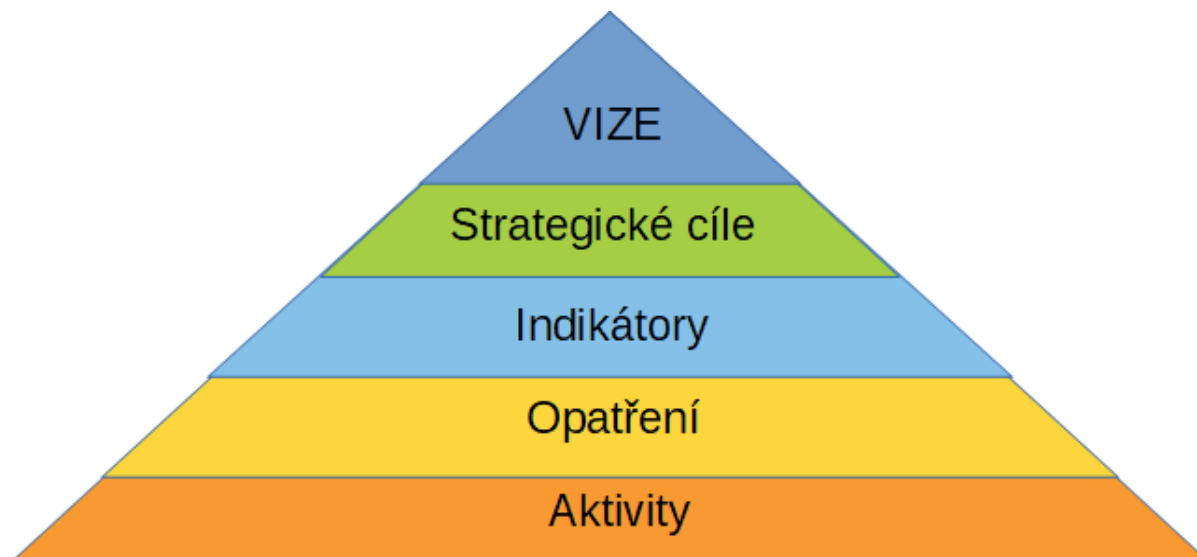 VIZE
Strategické cíle
Indikátory
Opatření
Aktivity